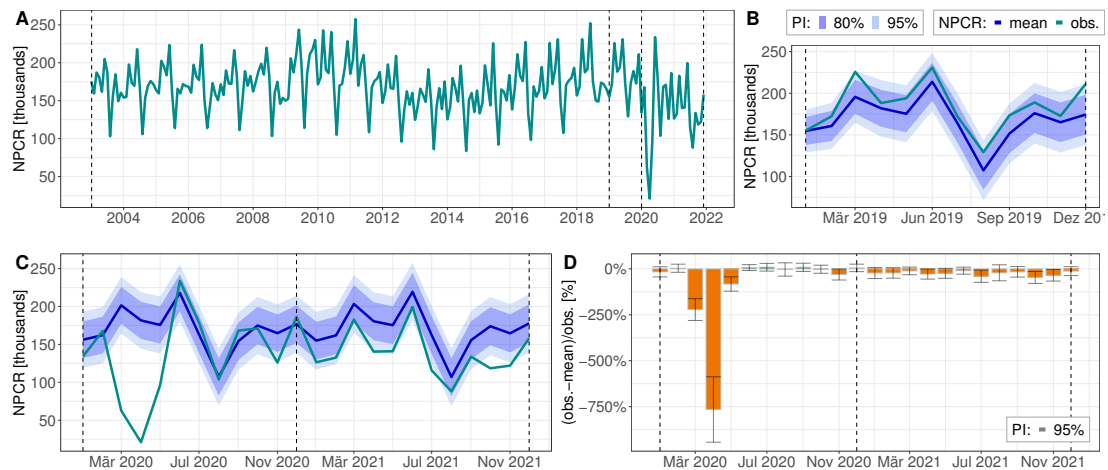 A
NPCR [thousands]
250
200
150
100
50
2004 2006 2008 2010 2012 2014 2016 2018 2020 2022
B
PI: 80% 95%
NPCR: mean obs.
NPCR [thousands]
250
200
150
100
Mär 2019 Jun 2019 Sep 2019 Dez 201
C
NPCR [thousands]
250
200
150
100
50
Mär 2020 Jul 2020 Nov 2020 Mär 2021 Jul 2021 Nov 2021
D
(obs.−mean)/obs. [%]
0%
−250%
−500%
−750%
PI: 95%
Mär 2020 Jul 2020 Nov 2020 Mär 2021 Jul 2021 Nov 2021